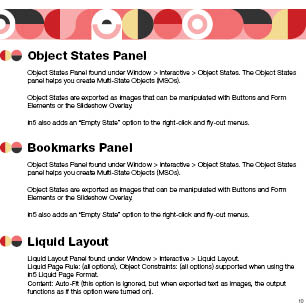 Object States Panel
Object States Panel found under Window > Interactive > Object States. The Object States
panel helps you create Multi-State Objects (MSOs).
Object States are exported as images that can be manipulated with Buttons and Form
Elements or the Slideshow Overlay.
in5 also adds an “Empty State” option to the right-click and fly-out menus.
Bookmarks Panel
Object States Panel found under Window > Interactive > Object States. The Object States
panel helps you create Multi-State Objects (MSOs).
Object States are exported as images that can be manipulated with Buttons and Form
Elements or the Slideshow Overlay.
in5 also adds an “Empty State” option to the right-click and fly-out menus.
Liquid Layout
Liquid Layout Panel found under Window > Interactive > Liquid Layout.
Liquid Page Rule: (all options), Object Constraints: (all options) supported when using the
in5 Liquid Page Format.
Content: Auto-Fit (this option is ignored, but when exported text as images, the output
functions as if this option were turned on).